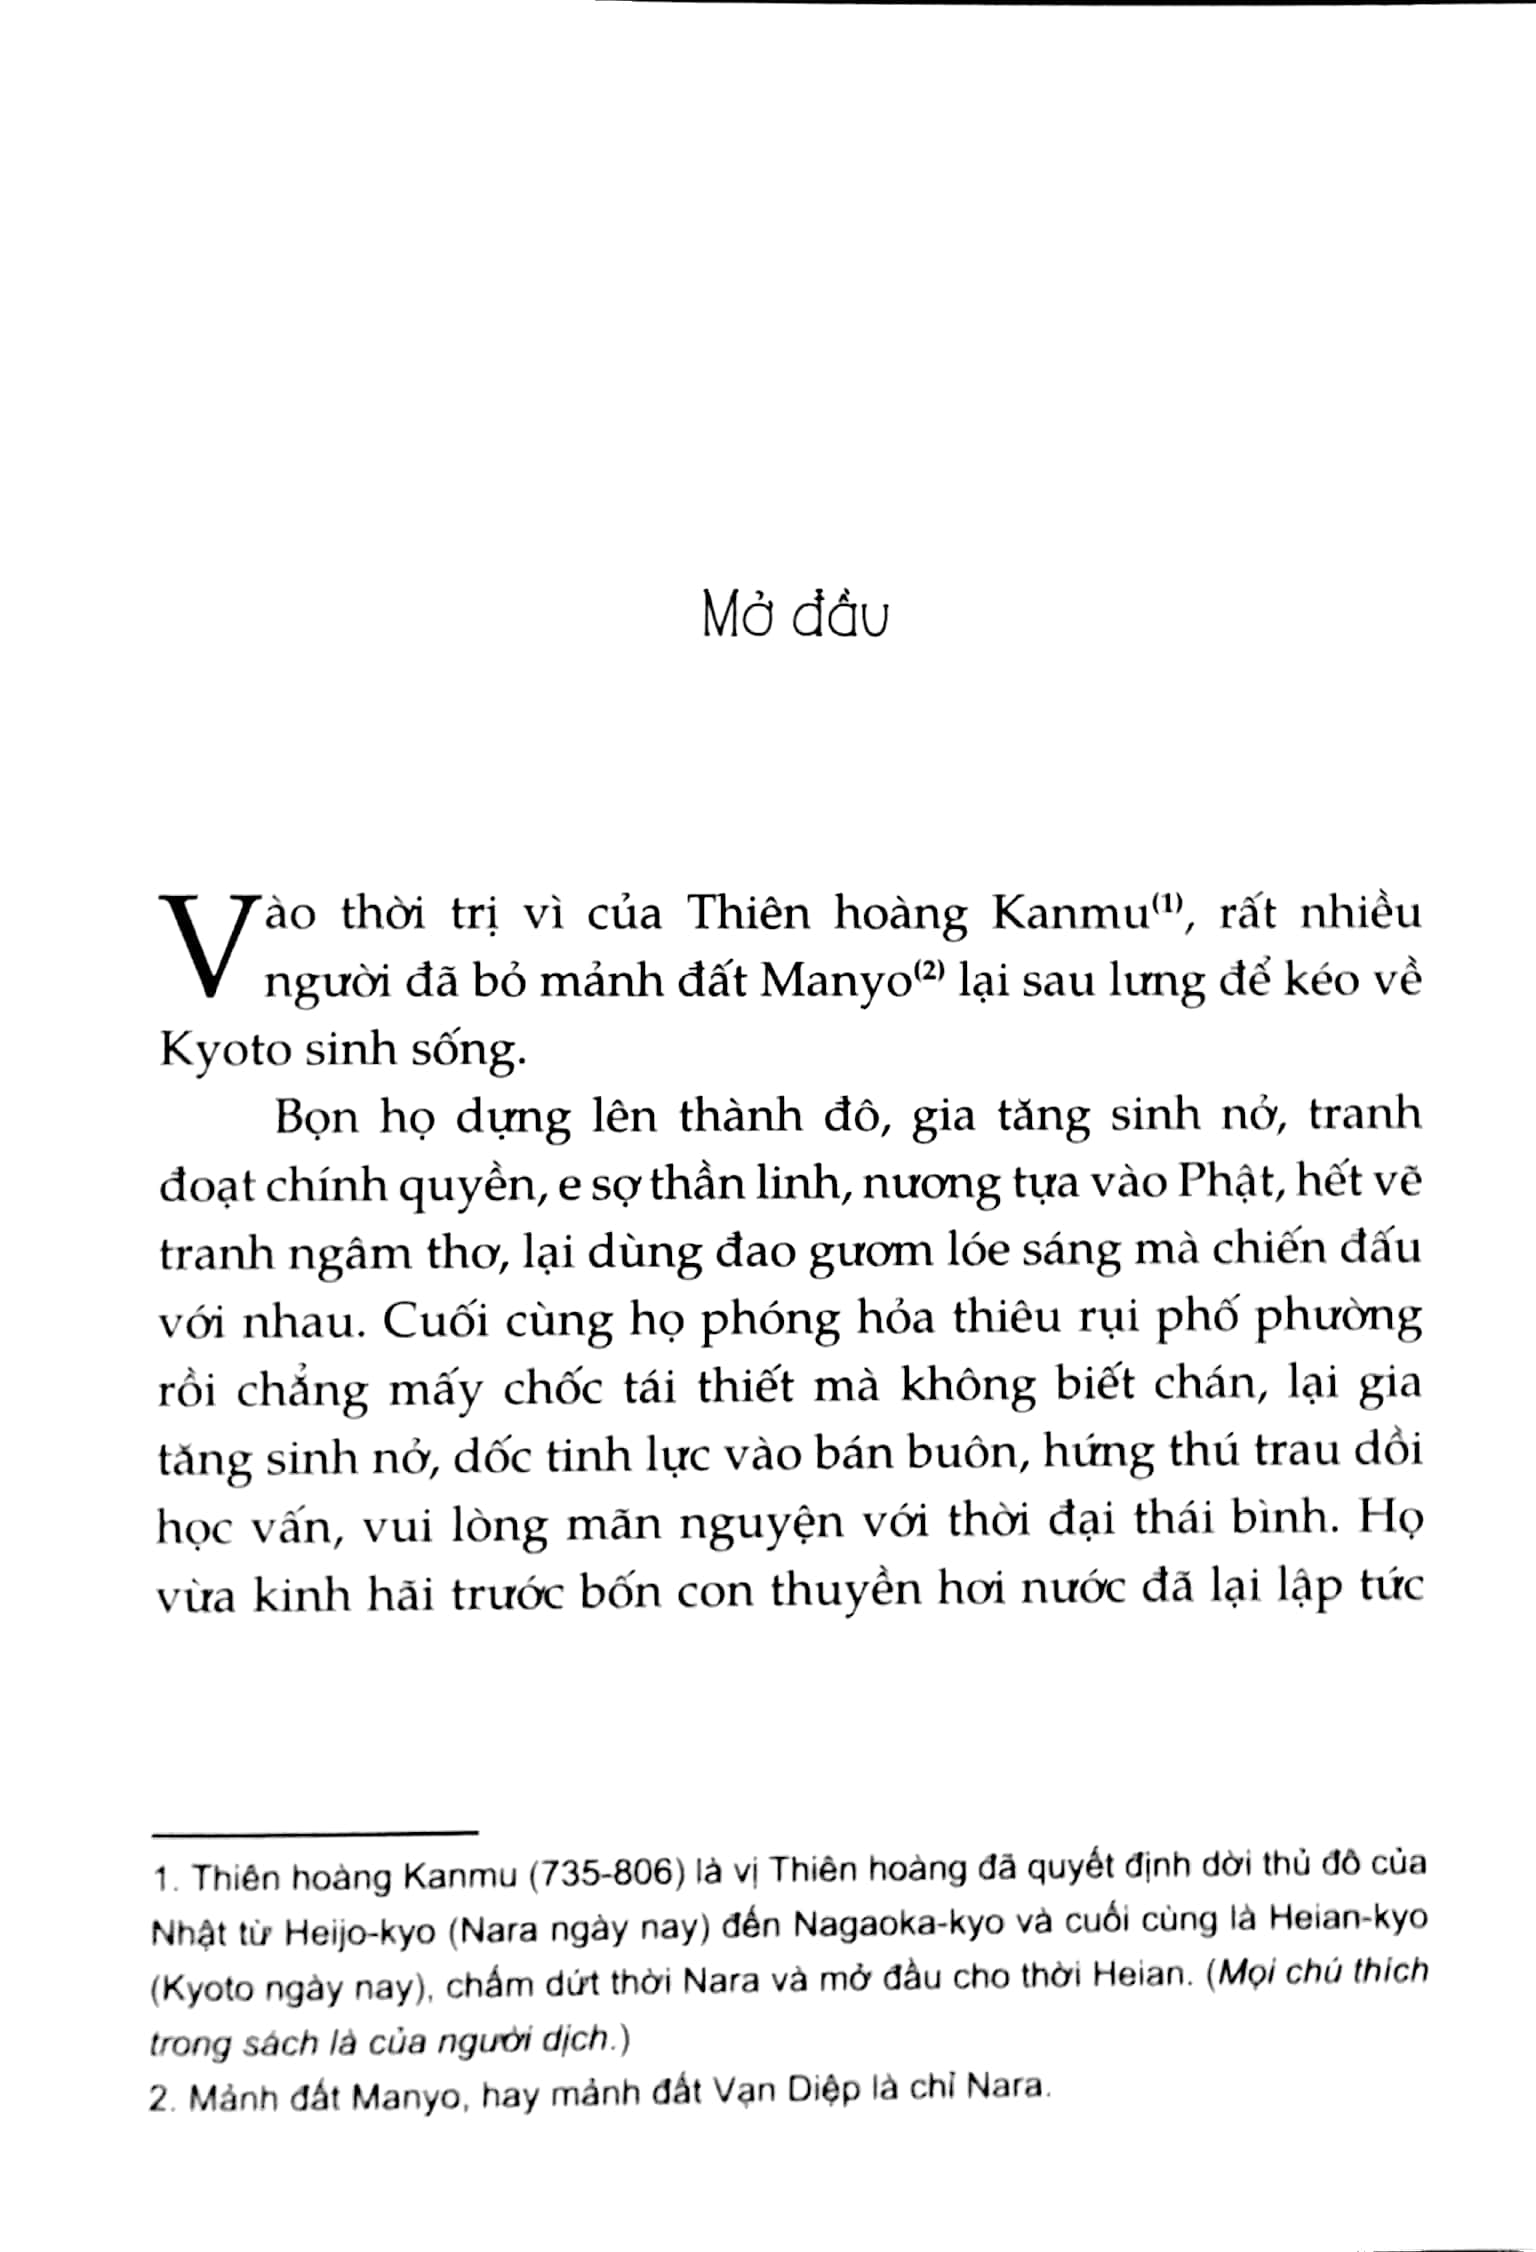 Mở đầu
Vào thời trị vì của Thiên hoàng Kanmu(1), rất nhiều
người đã bỏ mảnh đất Manyo(2) lại sau lưng để kéo về
Kyoto sinh sống.
Bọn họ dựng lên thành đô, gia tăng sinh nở, tranh
đoạt chính quyền, e sợ thần linh, nương tựa vào Phật, hết vẽ
tranh ngâm thơ, lại dùng đao gươm lóe sáng mà chiến đấu
với nhau. Cuối cùng họ phóng hỏa thiêu rụi phố phường
rồi chẳng mấy chốc tái thiết mà không biết chán, lại gia
tăng sinh nở, dốc tinh lực vào bán buôn, hứng thú trau dồi
học vấn, vui lòng mãn nguyện với thời đại thái bình. Họ
vừa kinh hãi trước bốn con thuyền hơi nước đã lại lập tức
1. Thiên hoàng Kanmu (735-806) là vị Thiên hoàng đã quyết định dời thủ đô của
Nhật từ Heijo-kyo (Nara ngày nay) đến Nagaoka-kyo và cuối cùng là Heian-kyo
(Kyoto ngày nay), chấm dứt thời Nara và mở đầu cho thời Heian. (Mọi chú thích
trong sách là của người dịch.)
2. Mảnh đất Manyo, hay mảnh đất Vạn Diệp là chỉ Nara.